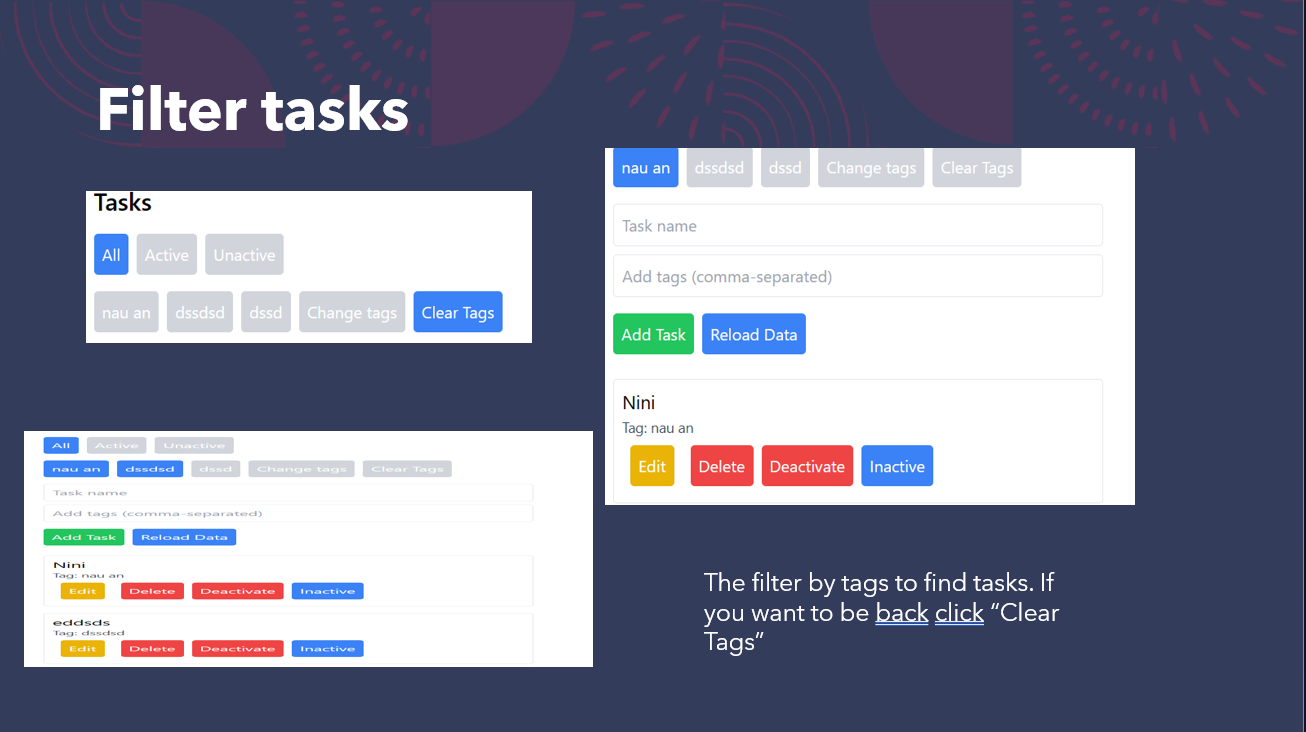 Filter tasks
Tasks
All Active Unactive
nau an dssdsd dssd Change tags Clear Tags
nau an dssdsd dssd Change tags Clear Tags
Task name
Add tags (comma-separated)
Add Task Reload Data
Nini
Tag: nau an
Edit Delete Deactivate Inactive
All Active Unactive
nau an dssdsd dssd Change tags Clear Tags
Task name
Add tags (comma-separated)
Add Task Reload Data
Nini
Tag: nau an
Edit Delete Deactivate Inactive
eddsds
Tag: dssdsd
Edit Delete Deactivate Inactive
The filter by tags to find tasks. If
you want to be back click “Clear
Tags”